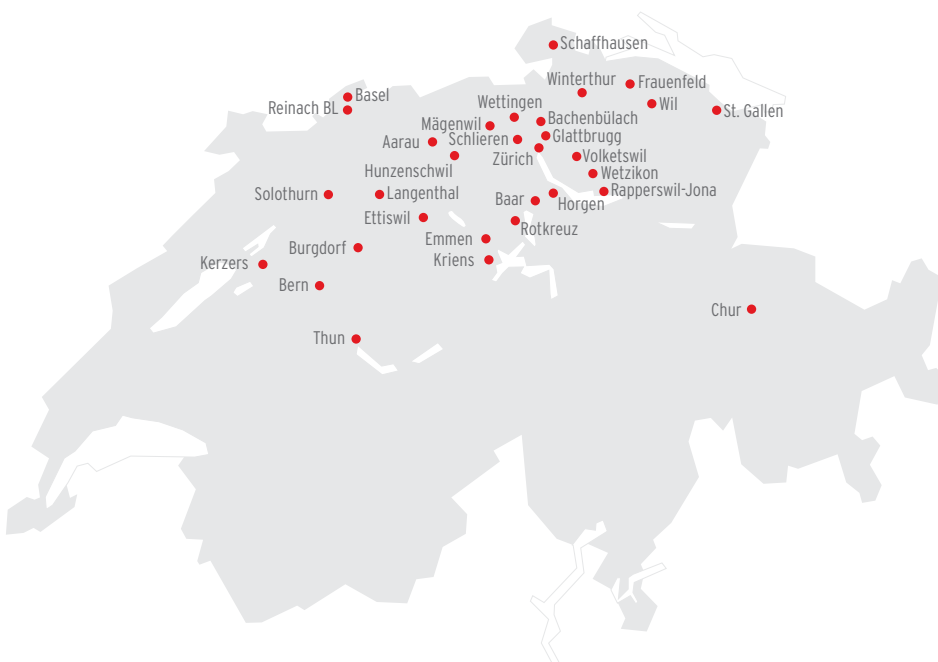 Schaffhausen
Winterthur
Frauenfeld
Basel
Wil
Reinach BL
Wettingen
St. Gallen
Bachenbülach
Mägenwil
Glattbrugg
Aarau
Schlieren
Zürich
Volketswil
Hunzenschwil
Wetzikon
Solothurn
Langenthal
Baar
Rapperswil-Jona
Horgen
Ettiswil
Rotkreuz
Emmen
Burgdorf
Kriens
Kerzers
Bern
Chur
Thun